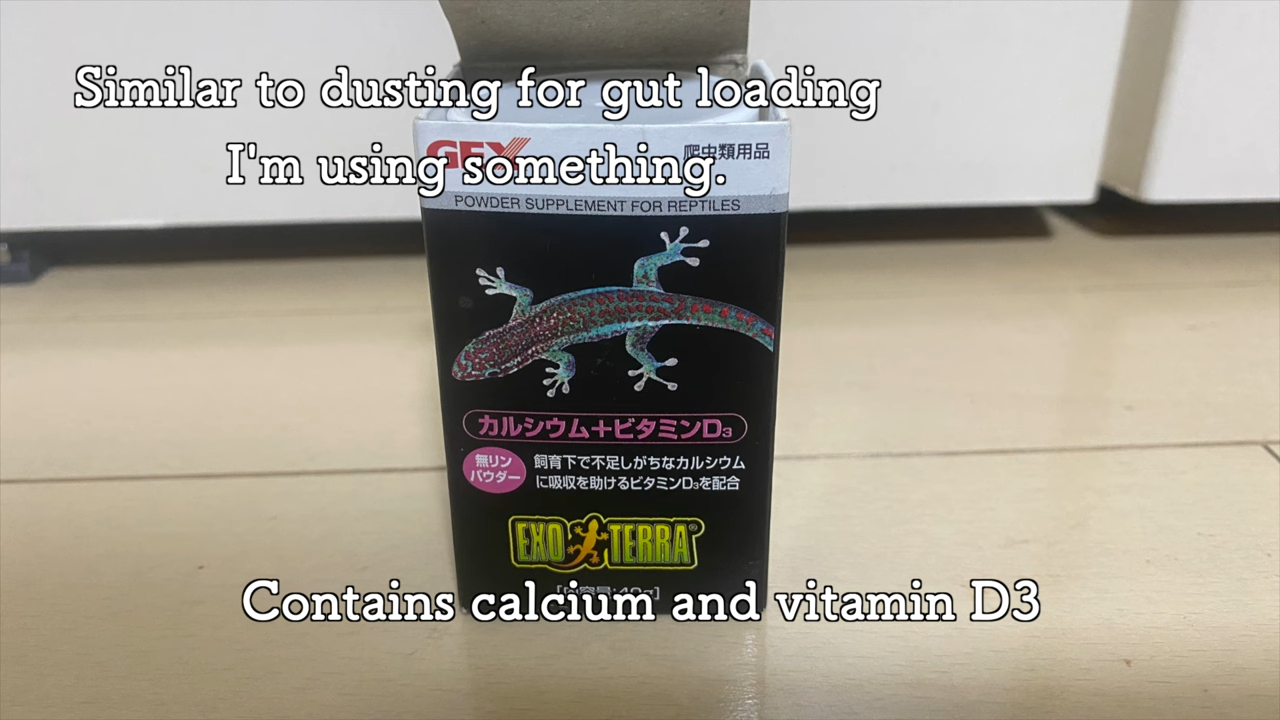 Similar to dusting for gut loading
I'm using something.
GEX
爬虫類用品
POWDER SUPPLEMENT FOR REPTILES
カルシウム+ビタミンD3
無リン
パウダー
飼育下で不足しがちなカルシウム
に吸収を助けるビタミンD3を配合
EXO TERRA®
Contains calcium and vitamin D3